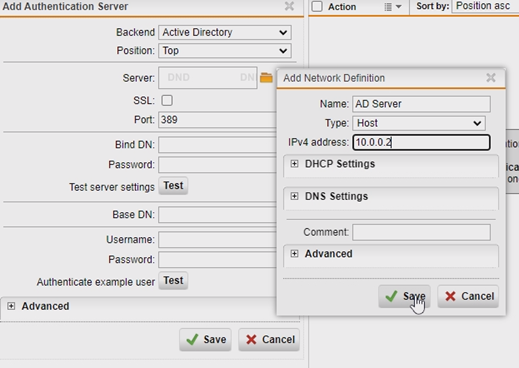 Add Authentication Server
Backend Active Directory
Position: Top
Server: DND DN
SSL:
Port: 389
Bind DN:
Password:
Test server settings Test
Base DN:
Username:
Password:
Authenticate example user Test
Advanced
Save Cancel
Action Sort by: Position asc
Add Network Definition
Name: AD Server
Type: Host
IPv4 address: 10.0.0.2
DHCP Settings
DNS Settings
Comment:
Advanced
Save Cancel